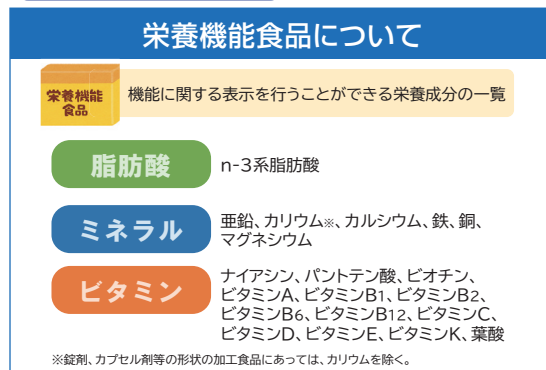 栄養機能食品について
栄養機能
食品
機能に関する表示を行うことができる栄養成分の一覧
脂肪酸
n-3系脂肪酸
ミネラル
亜鉛、カリウム※、カルシウム、鉄、銅、
マグネシウム
ビタミン
ナイアシン、パントテン酸、ビオチン、
ビタミンA、ビタミンB1、ビタミンB2、
ビタミンB6、ビタミンB12、ビタミンC、
ビタミンD、ビタミンE、ビタミンK、葉酸
※錠剤、カプセル剤等の形状の加工食品にあっては、カリウムを除く。